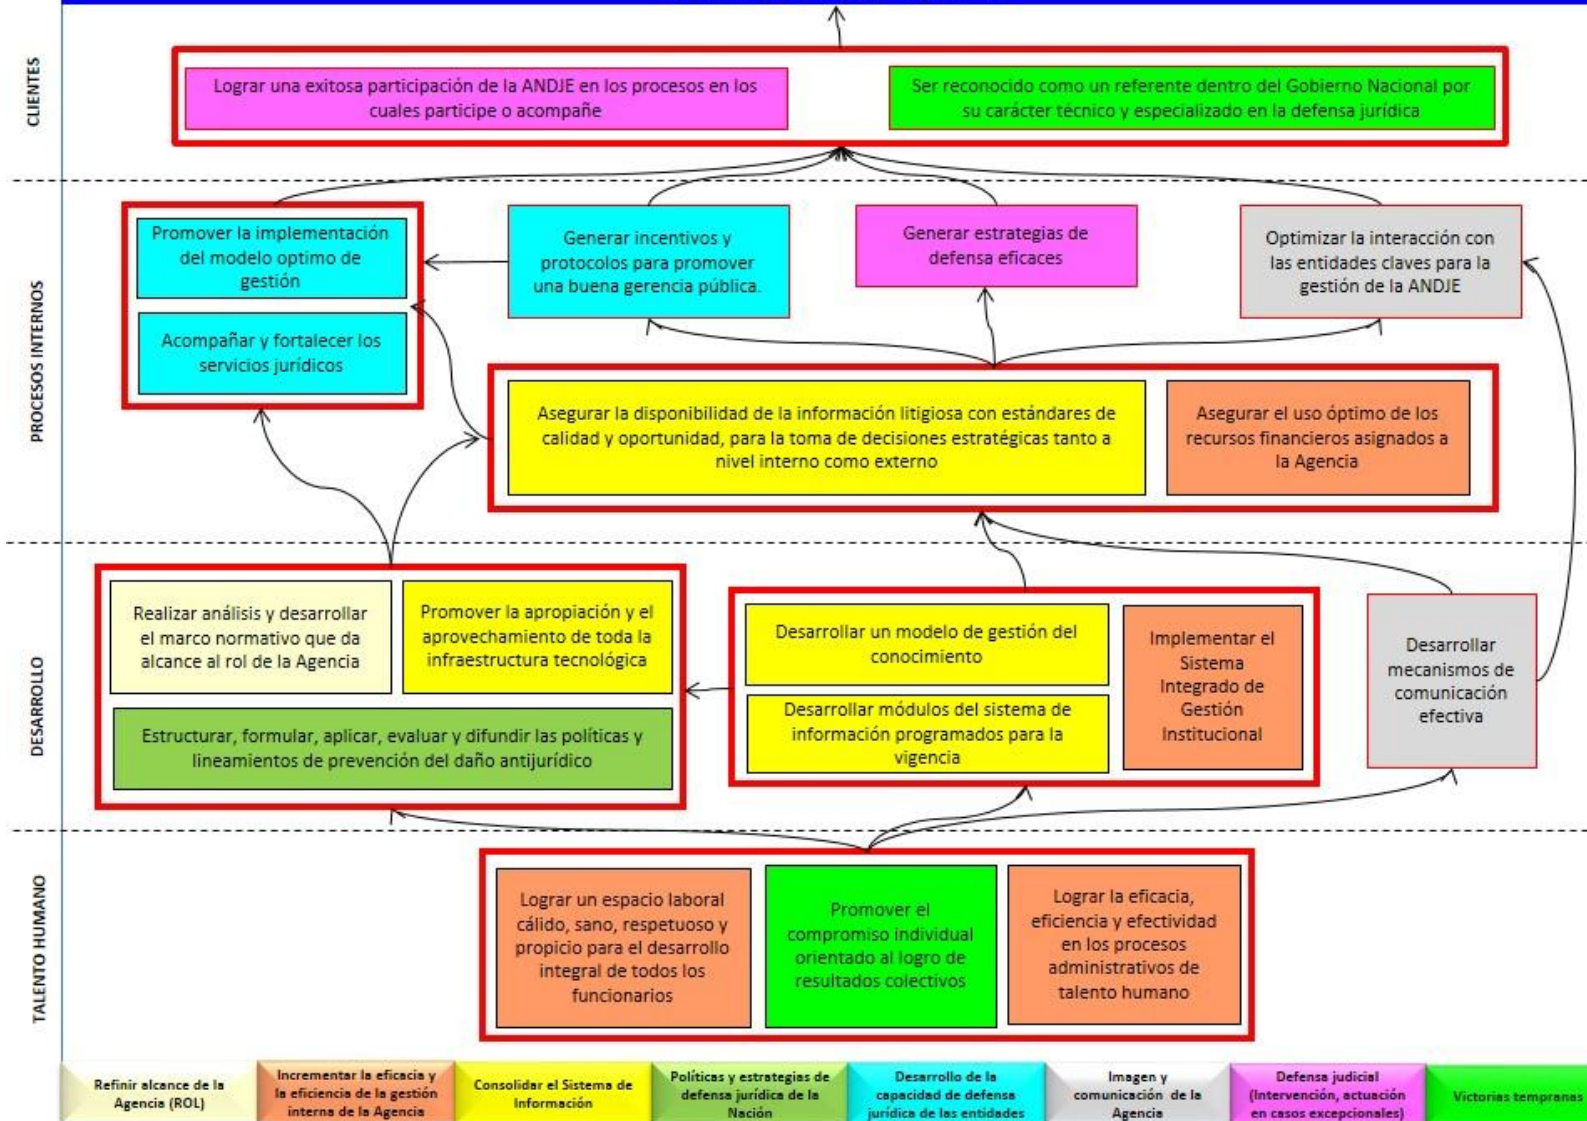 CLIENTES
Lograr una exitosa participación de la ANDJE en los procesos en los
cuales participe o acompañe
Ser reconocido como un referente dentro del Gobierno Nacional por
su carácter técnico y especializado en la defensa jurídica
PROCESOS INTERNOS
Promover la implementación
del modelo optimo de
gestión
Acompañar y fortalecer los
servicios jurídicos
Generar incentivos y
protocolos para promover
una buena gerencia pública.
Generar estrategias de
defensa eficaces
Optimizar la interacción con
las entidades claves para la
gestión de la ANDJE
Asegurar la disponibilidad de la información litigiosa con estándares de
calidad y oportunidad, para la toma de decisiones estratégicas tanto a
nivel interno como externo
Asegurar el uso óptimo de los
recursos financieros asignados a
la Agencia
DESARROLLO
Realizar análisis y desarrollar
el marco normativo que da
alcance al rol de la Agencia
Promover la apropiación y el
aprovechamiento de toda la
infraestructura tecnológica
Estructurar, formular, aplicar, evaluar y difundir las políticas y
lineamientos de prevención del daño antijurídico
Desarrollar un modelo de gestión del
conocimiento
Desarrollar módulos del sistema de
información programados para la
vigencia
Implementar el
Sistema
Integrado de
Gestión
Institucional
Desarrollar
mecanismos de
comunicación
efectiva
TALENTO HUMANO
Lograr un espacio laboral
cálido, sano, respetuoso y
propicio para el desarrollo
integral de todos los
funcionarios
Promover el
compromiso individual
orientado al logro de
resultados colectivos
Lograr la eficacia,
eficiencia y efectividad
en los procesos
administrativos de
talento humano
Refinir alcance de la
Agencia (ROL)
Incrementar la eficacia y
la eficiencia de la gestión
interna de la Agencia
Consolidar el Sistema de
Información
Políticas y estrategias de
defensa jurídica de la
Nación
Desarrollo de la
capacidad de defensa
jurídica de las entidades
Imagen y
comunicación de la
Agencia
Defensa judicial
(Intervención, actuación
en casos excepcionales)
Victorias tempranas